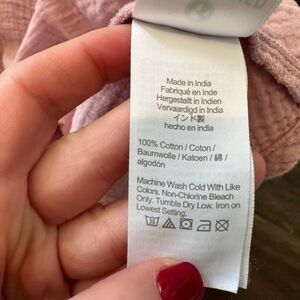 Made in India
Fabriqué en Inde
Hergestellt in Indien
Vervaardigd in India
インド製
hecho en india
100% Cotton / Coton /
Baumwolle / Katoen / 綿 /
algodón
Machine Wash Cold With Like
Colors. Non-Chlorine Bleach
Only. Tumble Dry Low. Iron on
Lowest Setting.